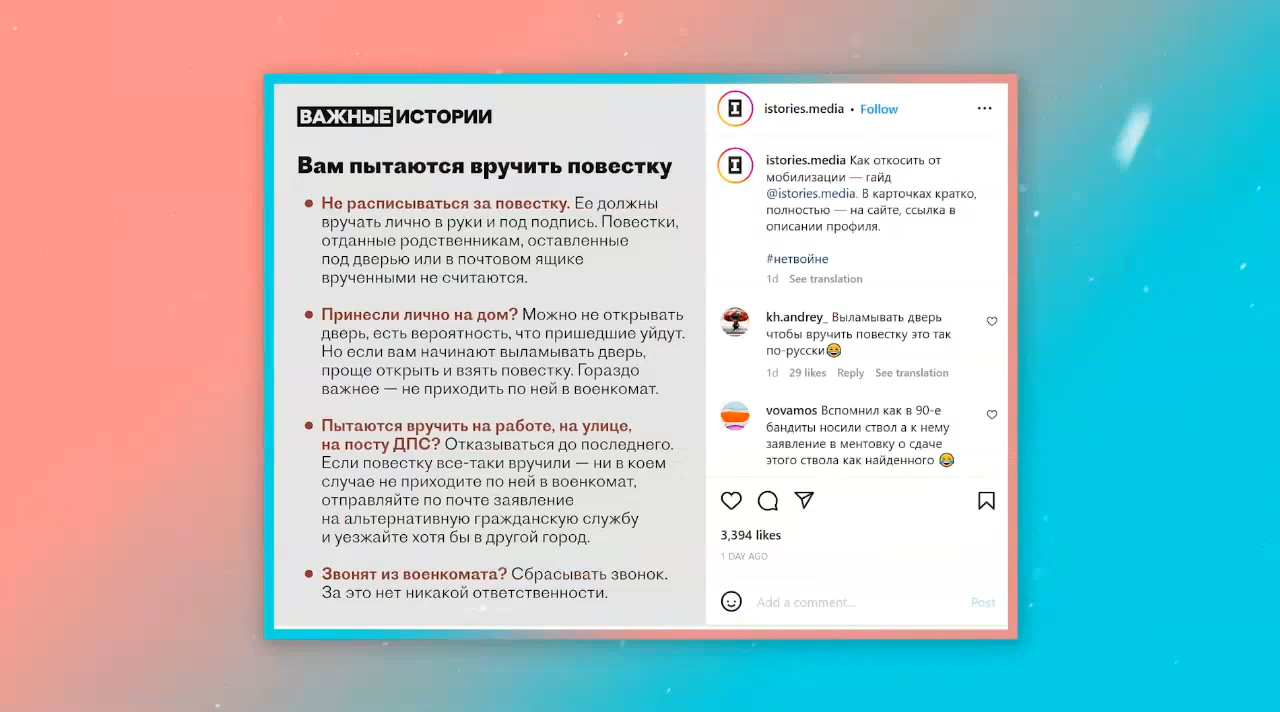 ВАЖНЫЕ ИСТОРИИ
Вам пытаются вручить повестку
Не расписываться за повестку. Ее должны
вручать лично в руки и под подпись. Повестки,
отданные родственникам, оставленные
под дверью или в почтовом ящике
врученными не считаются.
Принесли лично на дом? Можно не открывать
дверь, есть вероятность, что пришедшие уйдут.
Но если вам начинают выламывать дверь,
проще открыть и взять повестку. Гораздо
важнее — не приходить по ней в военкомат.
Пытаются вручить на работе, на улице,
на посту ДПС? Отказываться до последнего.
Если повестку все-таки вручили — ни в коем
случае не приходите по ней в военкомат,
отправляйте по почте заявление
на альтернативную гражданскую службу
и уезжайте хотя бы в другой город.
Звонят из военкомата? Сбрасывать звонок.
За это нет никакой ответственности.
istories.media • Follow
istories.media Как откосить от
мобилизации — гайд
@istories.media. В карточках кратко,
полностью — на сайте, ссылка в
описании профиля.
#нетвойне
1d See translation
kh.andrey_ Выламывать дверь
чтобы вручить повестку это так
по-русски😂
1d 29 likes Reply See translation
vovamos Вспомнил как в 90-е
бандиты носили ствол а к нему
заявление в ментовку о сдаче
этого ствола как найденного 😂
3,394 likes
1 DAY AGO
Add a comment...
Post